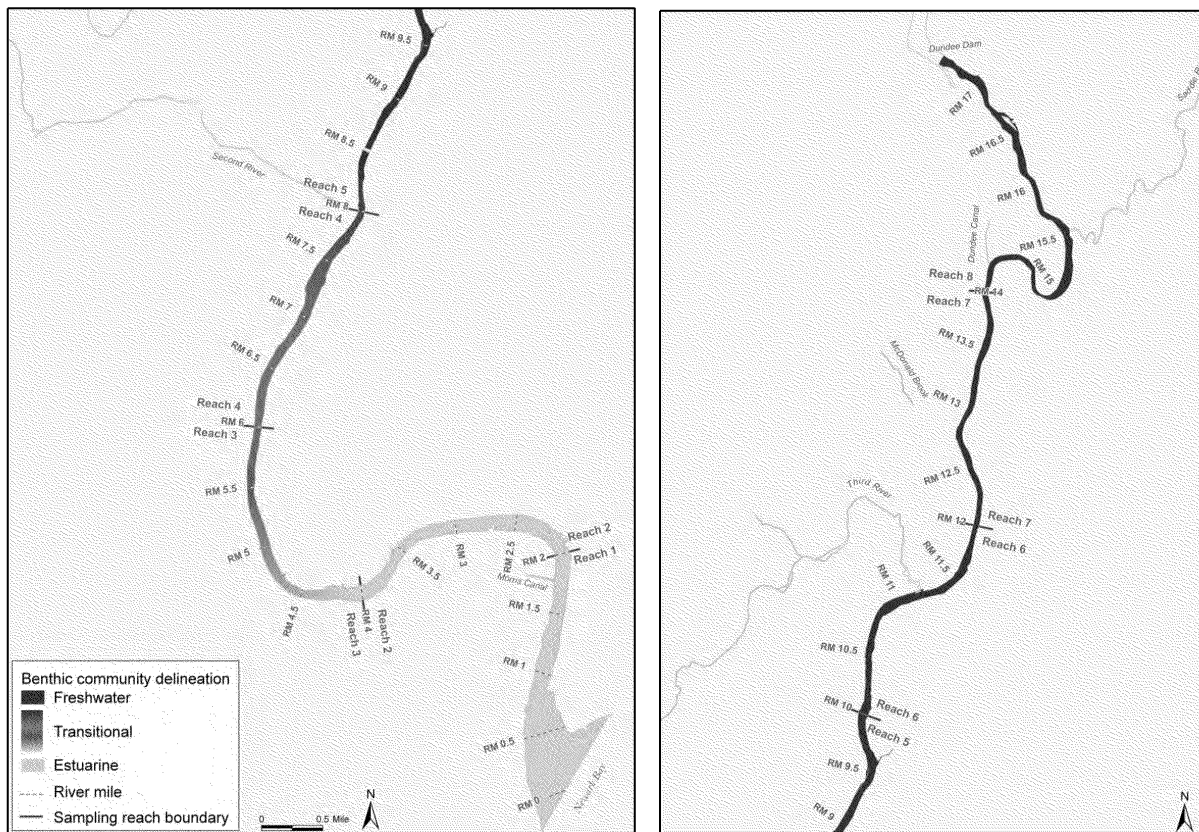 RM 9.5
RM 9
RM 8.5
Second River
Reach 5
RM 8
Reach 4
RM 7.5
RM 7
RM 6.5
Reach 4
RM 6
Reach 3
RM 5.5
RM 5
RM 4.5
Reach 3
RM 4
Reach 2
RM 3.5
RM 3
RM 2.5
Reach 2
RM 2
Reach 1
Morris Canal
RM 1.5
RM 1
RM 0.5
RM 0
Newark Bay
Benthic community delineation
Freshwater
Transitional
Estuarine
River mile
Sampling reach boundary
0 0.5 Mile
N
Dundee Dam
RM 17
RM 16.5
RM 16
Saddle R
Dundee Canal
RM 15.5
RM 15
Reach 8
RM 14
Reach 7
RM 13.5
McDonald Brook
RM 13
RM 12.5
Third River
RM 12
Reach 7
Reach 6
RM 11.5
RM 11
RM 10.5
RM 10
Reach 6
Reach 5
RM 9.5
RM 9
N